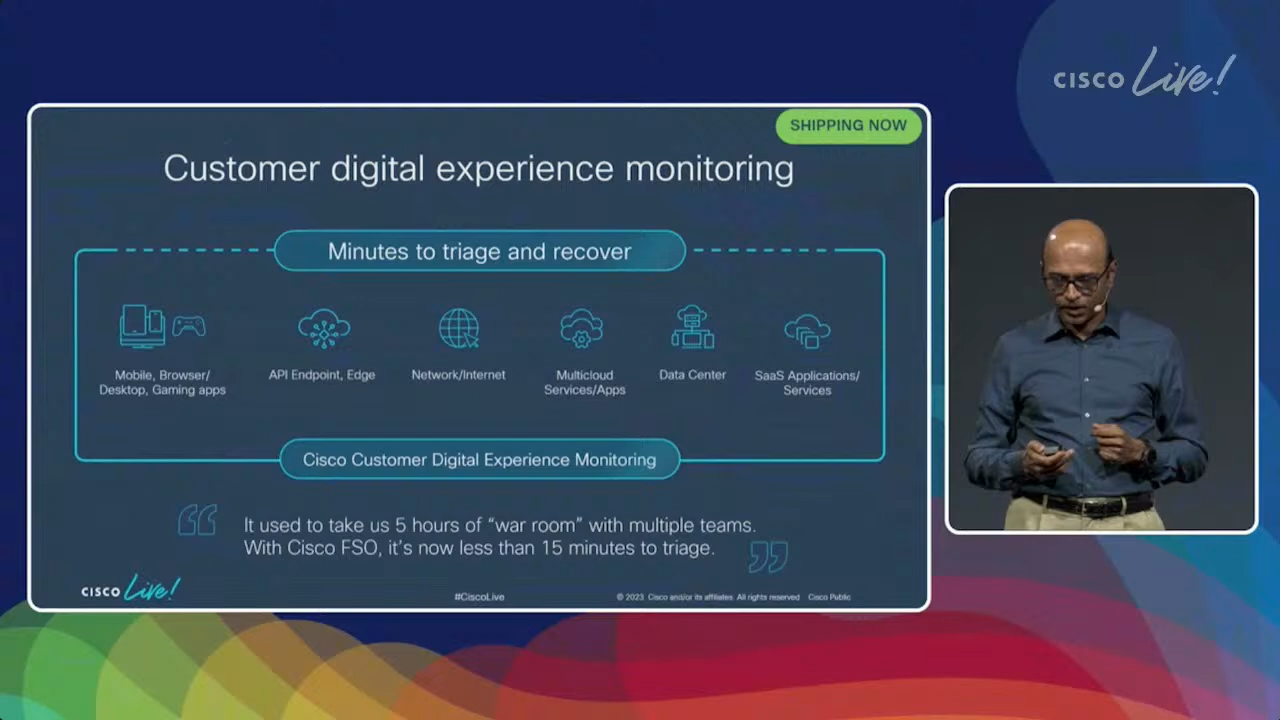 CISCO Live!
SHIPPING NOW
Customer digital experience monitoring
Minutes to triage and recover
Mobile, Browser/
Desktop, Gaming apps
API Endpoint, Edge
Network/Internet
Multicloud
Services/Apps
Data Center
SaaS Applications/
Services
Cisco Customer Digital Experience Monitoring
“It used to take us 5 hours of “war room” with multiple teams.
With Cisco FSO, it’s now less than 15 minutes to triage.”
CISCO Live!
#CiscoLive
© 2023 Cisco and/or its affiliates. All rights reserved Cisco Public